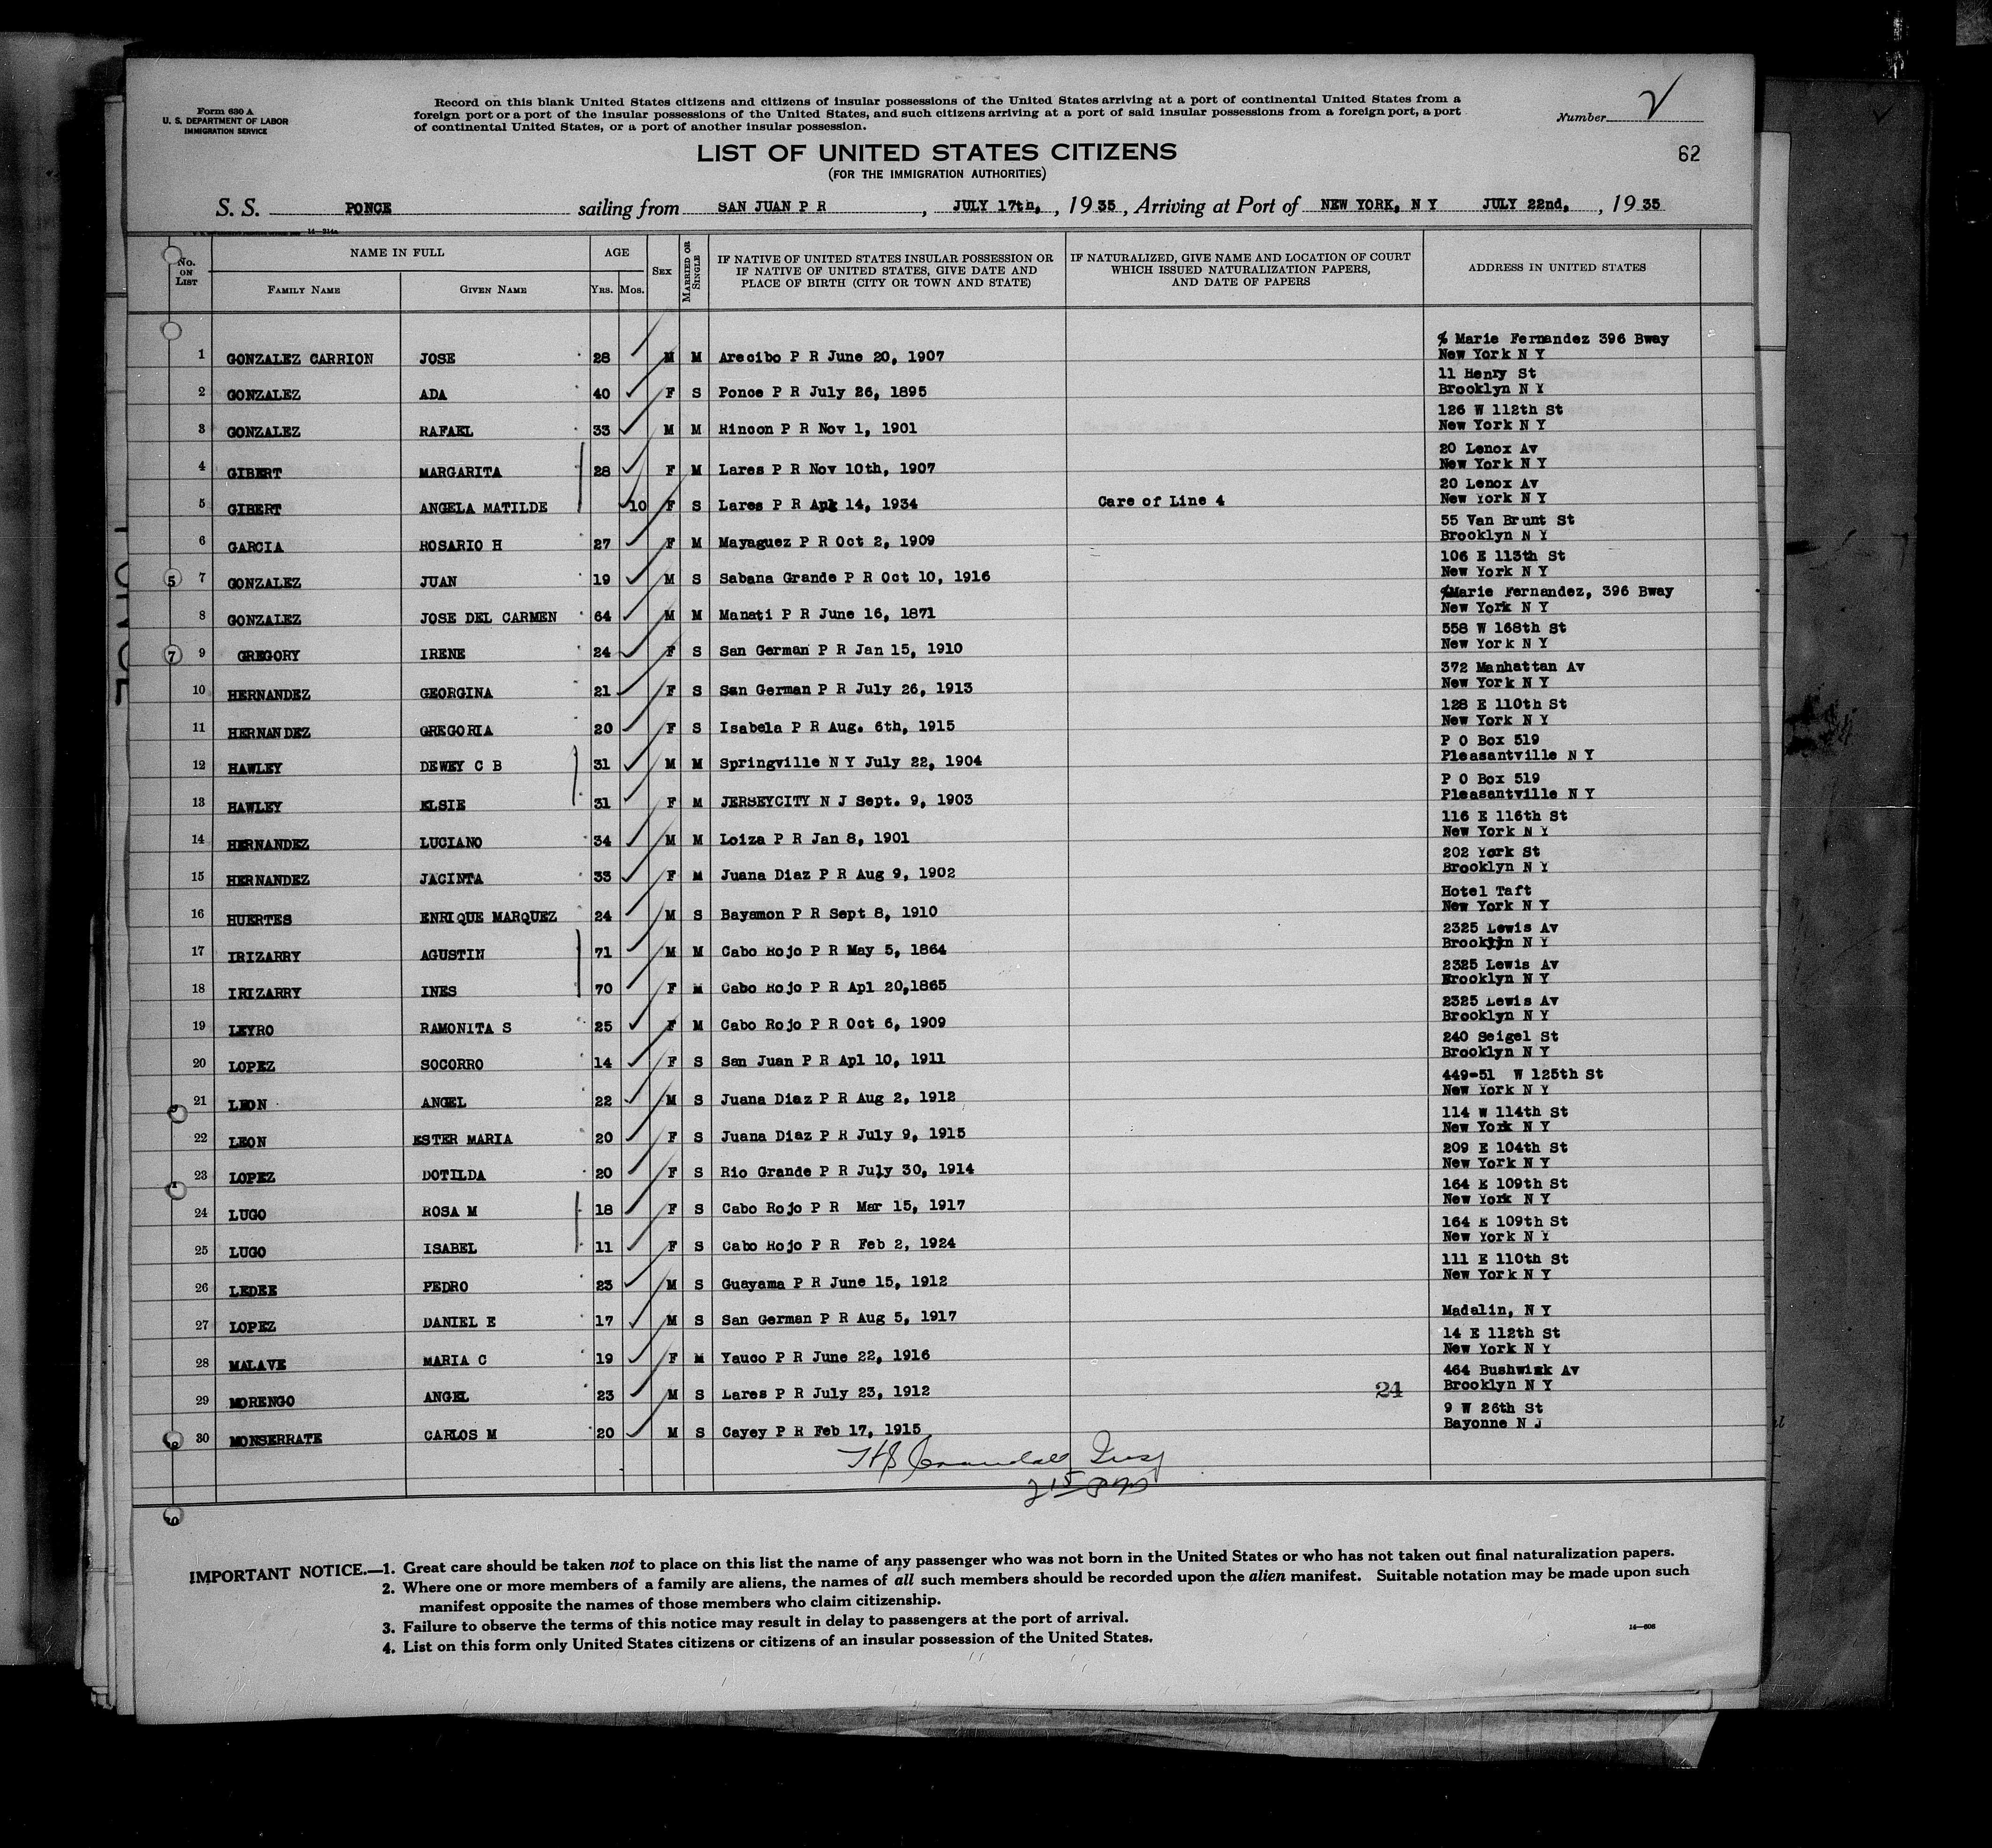 Form 630 A
U. S. DEPARTMENT OF LABOR
IMMIGRATION SERVICE
Record on this blank United States citizens and citizens of insular possessions of the United States arriving at a port of continental United States from a
foreign port or a port of the insular possessions of the United States, and such citizens arriving at a port of said insular possessions from a foreign port, a port
of continental United States, or a port of another insular possession.
Number 2
62
LIST OF UNITED STATES CITIZENS
(FOR THE IMMIGRATION AUTHORITIES)
S. S. PONCE sailing from SAN JUAN P R, JULY 17th, 1935, Arriving at Port of NEW YORK, N Y JULY 22nd, 1935
No. ON LIST
NAME IN FULL
FAMILY NAME
GIVEN NAME
AGE
YRS. MOS.
SEX
MARRIED OR SINGLE
IF NATIVE OF UNITED STATES INSULAR POSSESSION OR
IF NATIVE OF UNITED STATES, GIVE DATE AND
PLACE OF BIRTH (CITY OR TOWN AND STATE)
IF NATURALIZED, GIVE NAME AND LOCATION OF COURT
WHICH ISSUED NATURALIZATION PAPERS,
AND DATE OF PAPERS
ADDRESS IN UNITED STATES
1 GONZALEZ CARRION JOSE 28 M M Arecibo P R June 20, 1907 % Marie Fernandez 396 Bway
New York N Y
2 GONZALEZ ADA 40 F S Ponce P R July 26, 1895 11 Henry St
Brooklyn N Y
3 GONZALEZ RAFAEL 33 M M Rincon P R Nov 1, 1901 126 W 112th St
New York N Y
4 GIBERT MARGARITA 28 F M Lares P R Nov 10th, 1907 20 Lenox Av
New York N Y
5 GIBERT ANGELA MATILDE 10 F S Lares P R Apl 14, 1934 Care of Line 4 20 Lenox Av
New York N Y
6 GARCIA ROSARIO H 27 F M Mayaguez P R Oct 2, 1909 55 Van Brunt St
Brooklyn N Y
7 GONZALEZ JUAN 19 M S Sabana Grande P R Oct 10, 1916 106 E 113th St
New York N Y
8 GONZALEZ JOSE DEL CARMEN 64 M M Manati P R June 16, 1871 % Marie Fernandez, 396 Bway
New York N Y
9 GREGORY IRENE 24 F S San German P R Jan 15, 1910 558 W 168th St
New York N Y
10 HERNANDEZ GEORGINA 21 F S San German P R July 26, 1913 372 Manhattan Av
New York N Y
11 HERNANDEZ GREGORIA 20 F S Isabela P R Aug. 6th, 1915 128 E 110th St
New York N Y
12 HAWLEY DEWEY C B 31 M M Springville N Y July 22, 1904 P O Box 519
Pleasantville N Y
13 HAWLEY ELSIE 31 F M JERSEYCITY N J Sept. 9, 1903 P O Box 519
Pleasantville N Y
14 HERNANDEZ LUCIANO 34 M M Loiza P R Jan 8, 1901 116 E 116th St
New York N Y
15 HERNANDEZ JACINTA 33 F M Juana Diaz P R Aug 9, 1902 202 York St
Brooklyn N Y
16 HUERTES ENRIQUE MARQUEZ 24 M S Bayamon P R Sept 8, 1910 Hotel Taft
New York N Y
17 IRIZARRY AGUSTIN 71 M M Cabo Rojo P R May 5, 1864 2325 Lewis Av
Brooklyn N Y
18 IRIZARRY INES 70 F M Cabo Rojo P R Apl 20,1865 2325 Lewis Av
Brooklyn N Y
19 LEYRO RAMONITA S 25 F M Cabo Rojo P R Oct 6, 1909 2325 Lewis Av
Brooklyn N Y
20 LOPEZ SOCORRO 14 F S San Juan P R Apl 10, 1911 240 Seigel St
Brooklyn N Y
21 LEON ANGEL 22 M S Juana Diaz P R Aug 2, 1912 449-51 W 125th St
New York N Y
22 LEON ESTER MARIA 20 F S Juana Diaz P R July 9, 1915 114 W 114th St
New York N Y
23 LOPEZ DOTILDA 20 F S Rio Grande P R July 30, 1914 209 E 104th St
New York N Y
24 LUGO ROSA M 18 F S Cabo Rojo P R Mar 15, 1917 164 E 109th St
New York N Y
25 LUGO ISABEL 11 F S Cabo Rojo P R Feb 2, 1924 164 E 109th St
New York N Y
26 LEDEE PEDRO 23 M S Guayama P R June 15, 1912 111 E 110th St
New York N Y
27 LOPEZ DANIEL E 17 M S San German P R Aug 5, 1917 Madalin, N Y
28 MALAVE MARIA C 19 F M Yauco P R June 22, 1916 14 E 112th St
New York N Y
29 MORENGO ANGEL 23 M S Lares P R July 23, 1912 24 464 Bushwick Av
Brooklyn N Y
30 MONSERRATE CARLOS M 20 M S Cayey P R Feb 17, 1915 9 W 26th St
Bayonne N J
IMPORTANT NOTICE.—1. Great care should be taken not to place on this list the name of any passenger who was not born in the United States or who has not taken out final naturalization papers.
2. Where one or more members of a family are aliens, the names of all such members should be recorded upon the alien manifest. Suitable notation may be made upon such
manifest opposite the names of those members who claim citizenship.
3. Failure to observe the terms of this notice may result in delay to passengers at the port of arrival.
4. List on this form only United States citizens or citizens of an insular possession of the United States.